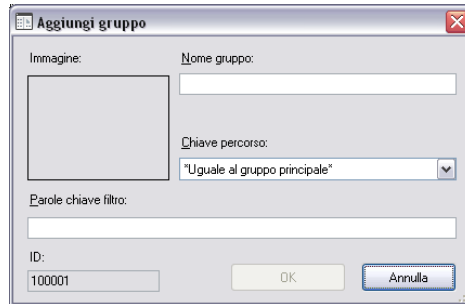 Aggiungi gruppo
Immagine:
Nome gruppo:
Chiave percorso:
"Uguale al gruppo principale"
Parole chiave filtro:
ID:
100001
OK
Annulla